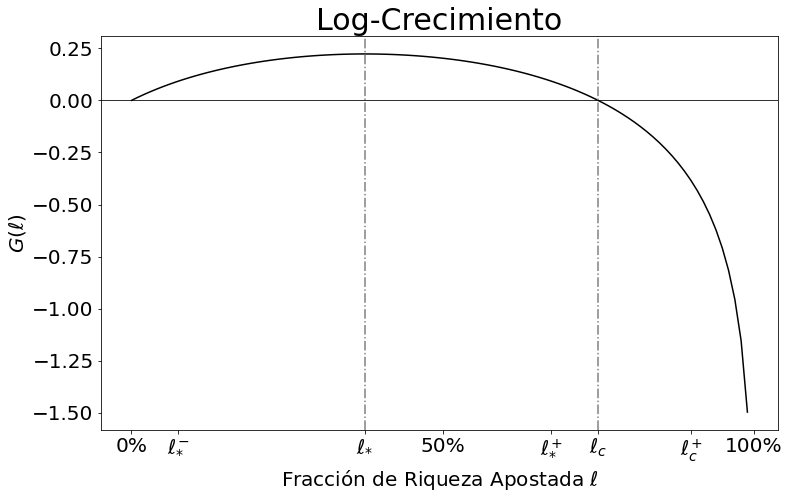 Log-Crecimiento
0.25
0.00
−0.25
−0.50
−0.75
−1.00
−1.25
−1.50
G(ℓ)
0% ℓ*⁻ ℓ* 50% ℓ*⁺ ℓc ℓc⁺ 100%
Fracción de Riqueza Apostada ℓ